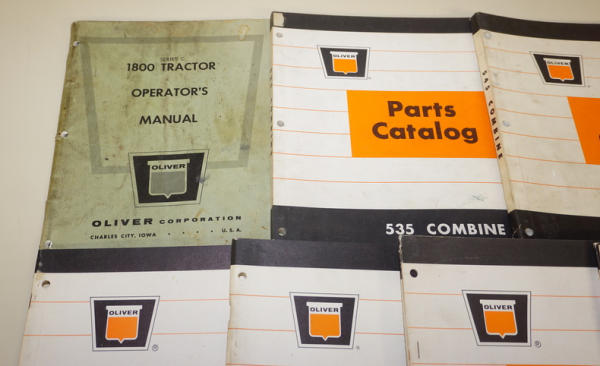 SERIES C
1800 TRACTOR
OPERATOR'S
MANUAL
OLIVER
OLIVER CORPORATION
CHARLES CITY, IOWA . . . . U.S.A.
OLIVER
Parts
Catalog
535 COMBINE
OLIVER
OLIVER
OLIVER
OLIVER